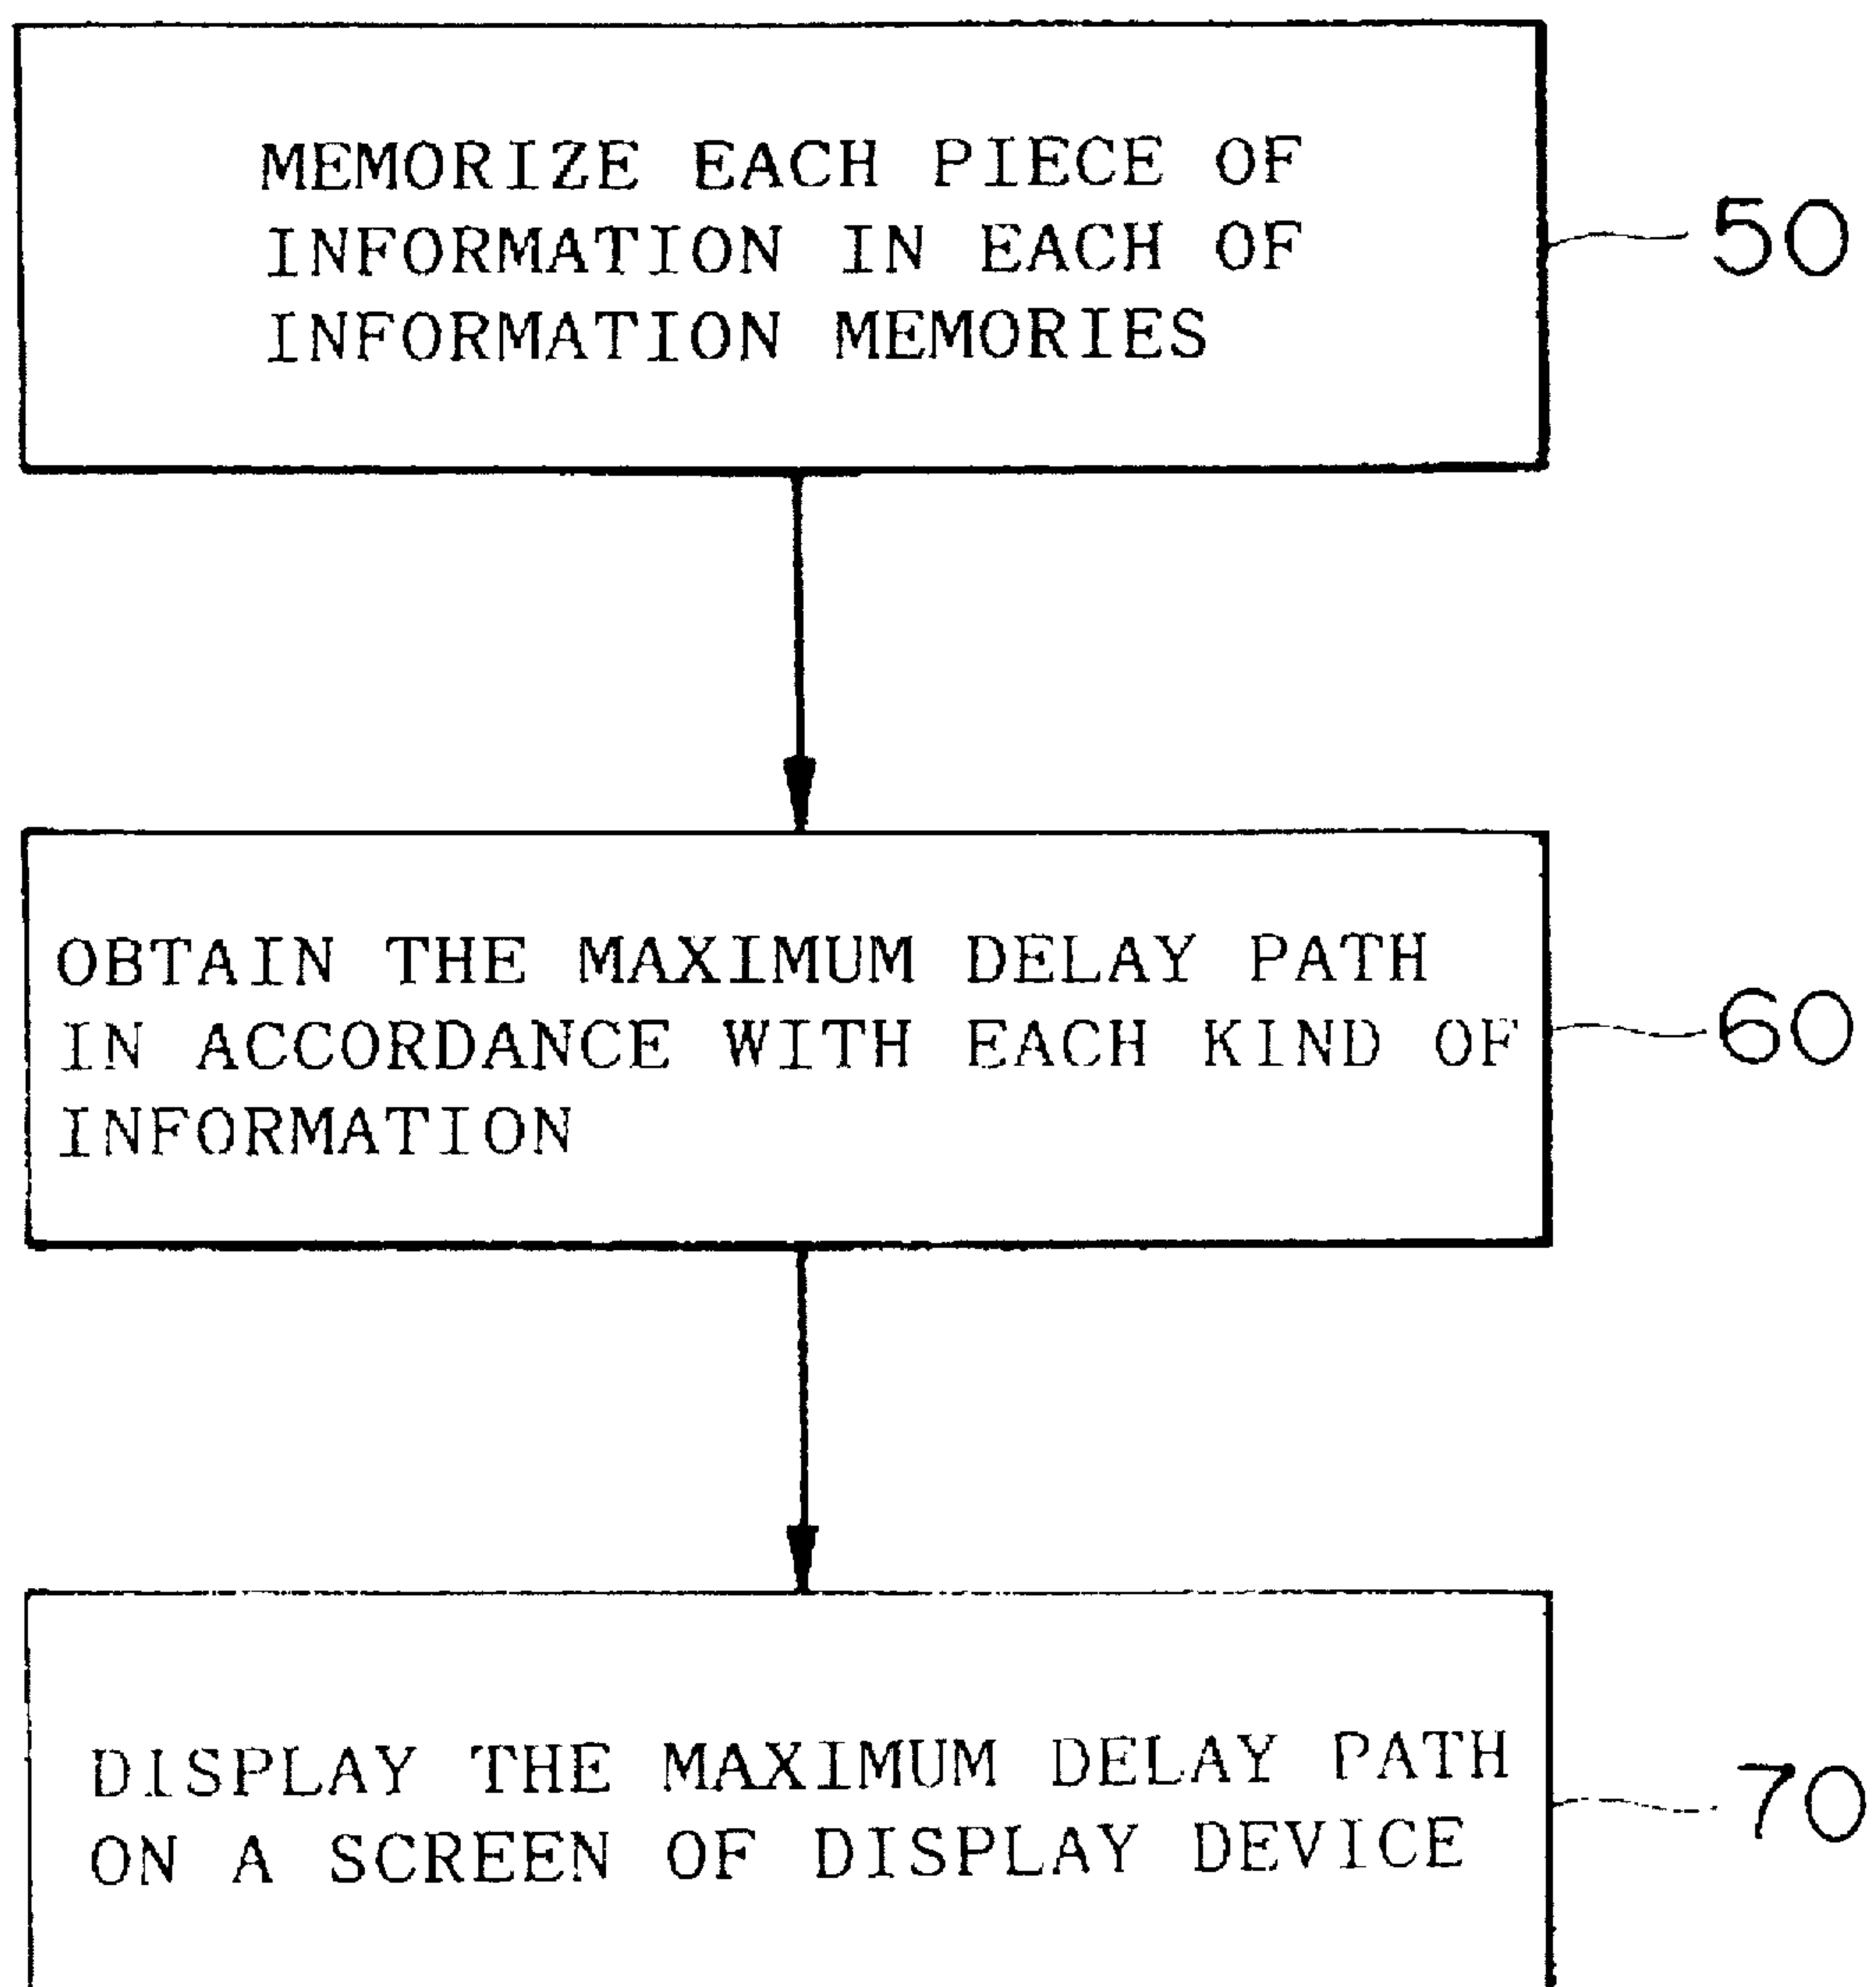 MEMORIZE EACH PIECE OF
INFORMATION IN EACH OF
INFORMATION MEMORIES
50
OBTAIN THE MAXIMUM DELAY PATH
IN ACCORDANCE WITH EACH KIND OF
INFORMATION
60
DISPLAY THE MAXIMUM DELAY PATH
ON A SCREEN OF DISPLAY DEVICE
70